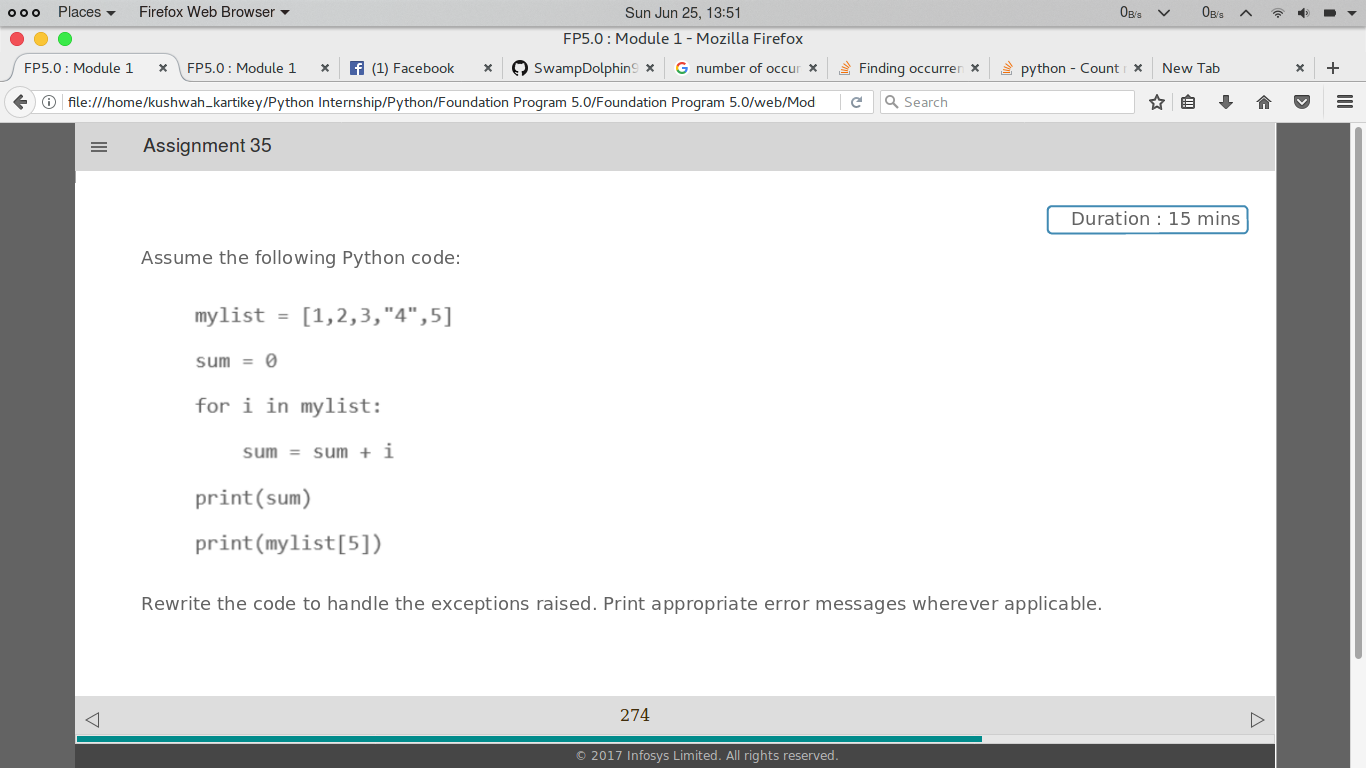 Places
Firefox Web Browser
Sun Jun 25, 13:51
0B/s
0B/s
FP5.0 : Module 1 - Mozilla Firefox
FP5.0 : Module 1
FP5.0 : Module 1
(1) Facebook
SwampDolphin9
number of occur
Finding occurren
python - Count
New Tab
file:///home/kushwah_kartikey/Python Internship/Python/Foundation Program 5.0/Foundation Program 5.0/web/Mod
Search
Assignment 35
Duration : 15 mins
Assume the following Python code:
mylist = [1,2,3,"4",5]
sum = 0
for i in mylist:
    sum = sum + i
print(sum)
print(mylist[5])
Rewrite the code to handle the exceptions raised. Print appropriate error messages wherever applicable.
274
© 2017 Infosys Limited. All rights reserved.